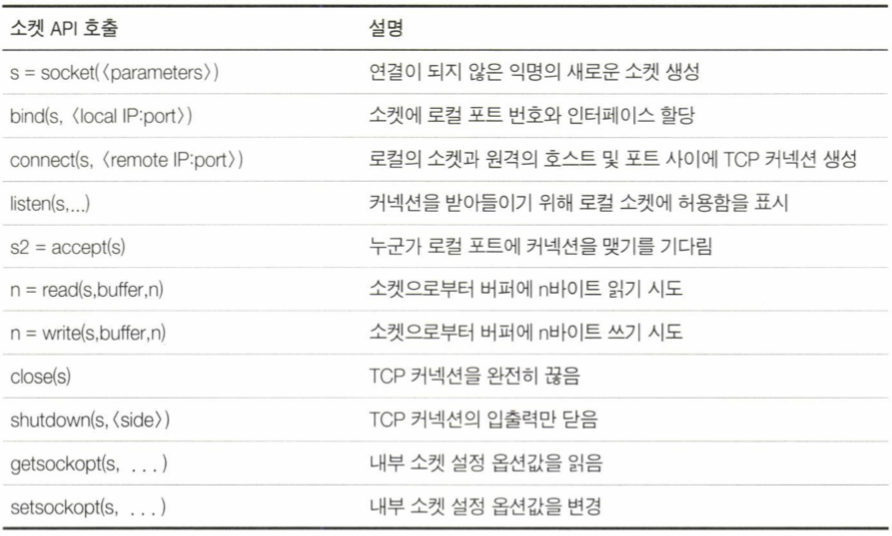 소켓 API 호출 설명
s = socket(〈parameters〉) 연결이 되지 않은 익명의 새로운 소켓 생성
bind(s, 〈local IP:port〉) 소켓에 로컬 포트 번호와 인터페이스 할당
connect(s, 〈remote IP:port〉) 로컬의 소켓과 원격의 호스트 및 포트 사이에 TCP 커넥션 생성
listen(s,...) 커넥션을 받아들이기 위해 로컬 소켓에 허용함을 표시
s2 = accept(s) 누군가 로컬 포트에 커넥션을 맺기를 기다림
n = read(s,buffer,n) 소켓으로부터 버퍼에 n바이트 읽기 시도
n = write(s,buffer,n) 소켓으로부터 버퍼에 n바이트 쓰기 시도
close(s) TCP 커넥션을 완전히 끊음
shutdown(s,〈side〉) TCP 커넥션의 입출력만 닫음
getsockopt(s, . . . ) 내부 소켓 설정 옵션값을 읽음
setsockopt(s, . . . ) 내부 소켓 설정 옵션값을 변경